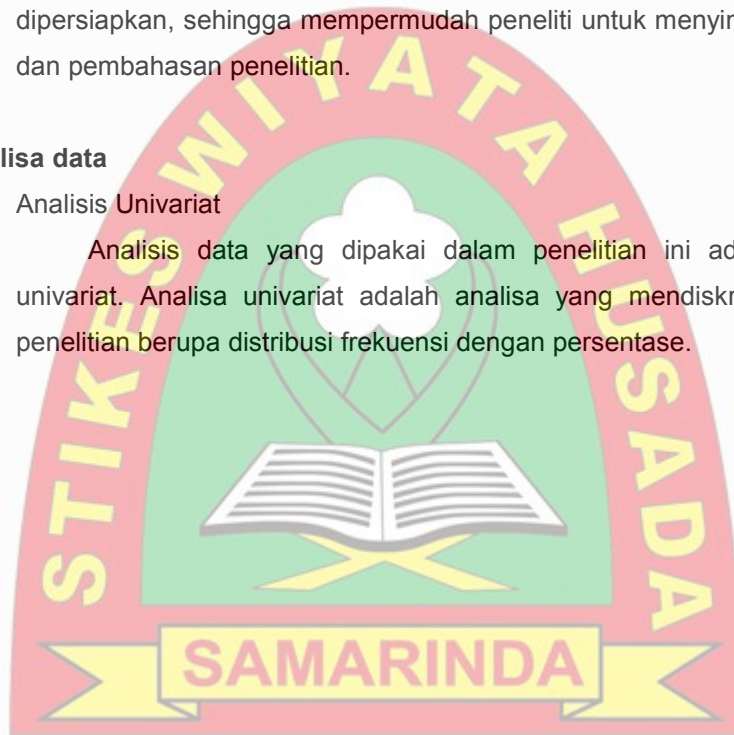 dipersiapkan, sehingga mempermudah peneliti untuk menyin
dan pembahasan penelitian.
lisa data
Analisis Univariat
Analisis data yang dipakai dalam penelitian ini ad
univariat. Analisa univariat adalah analisa yang mendiskr
penelitian berupa distribusi frekuensi dengan persentase.
STIKES WIYATA HUSADA
SAMARINDA